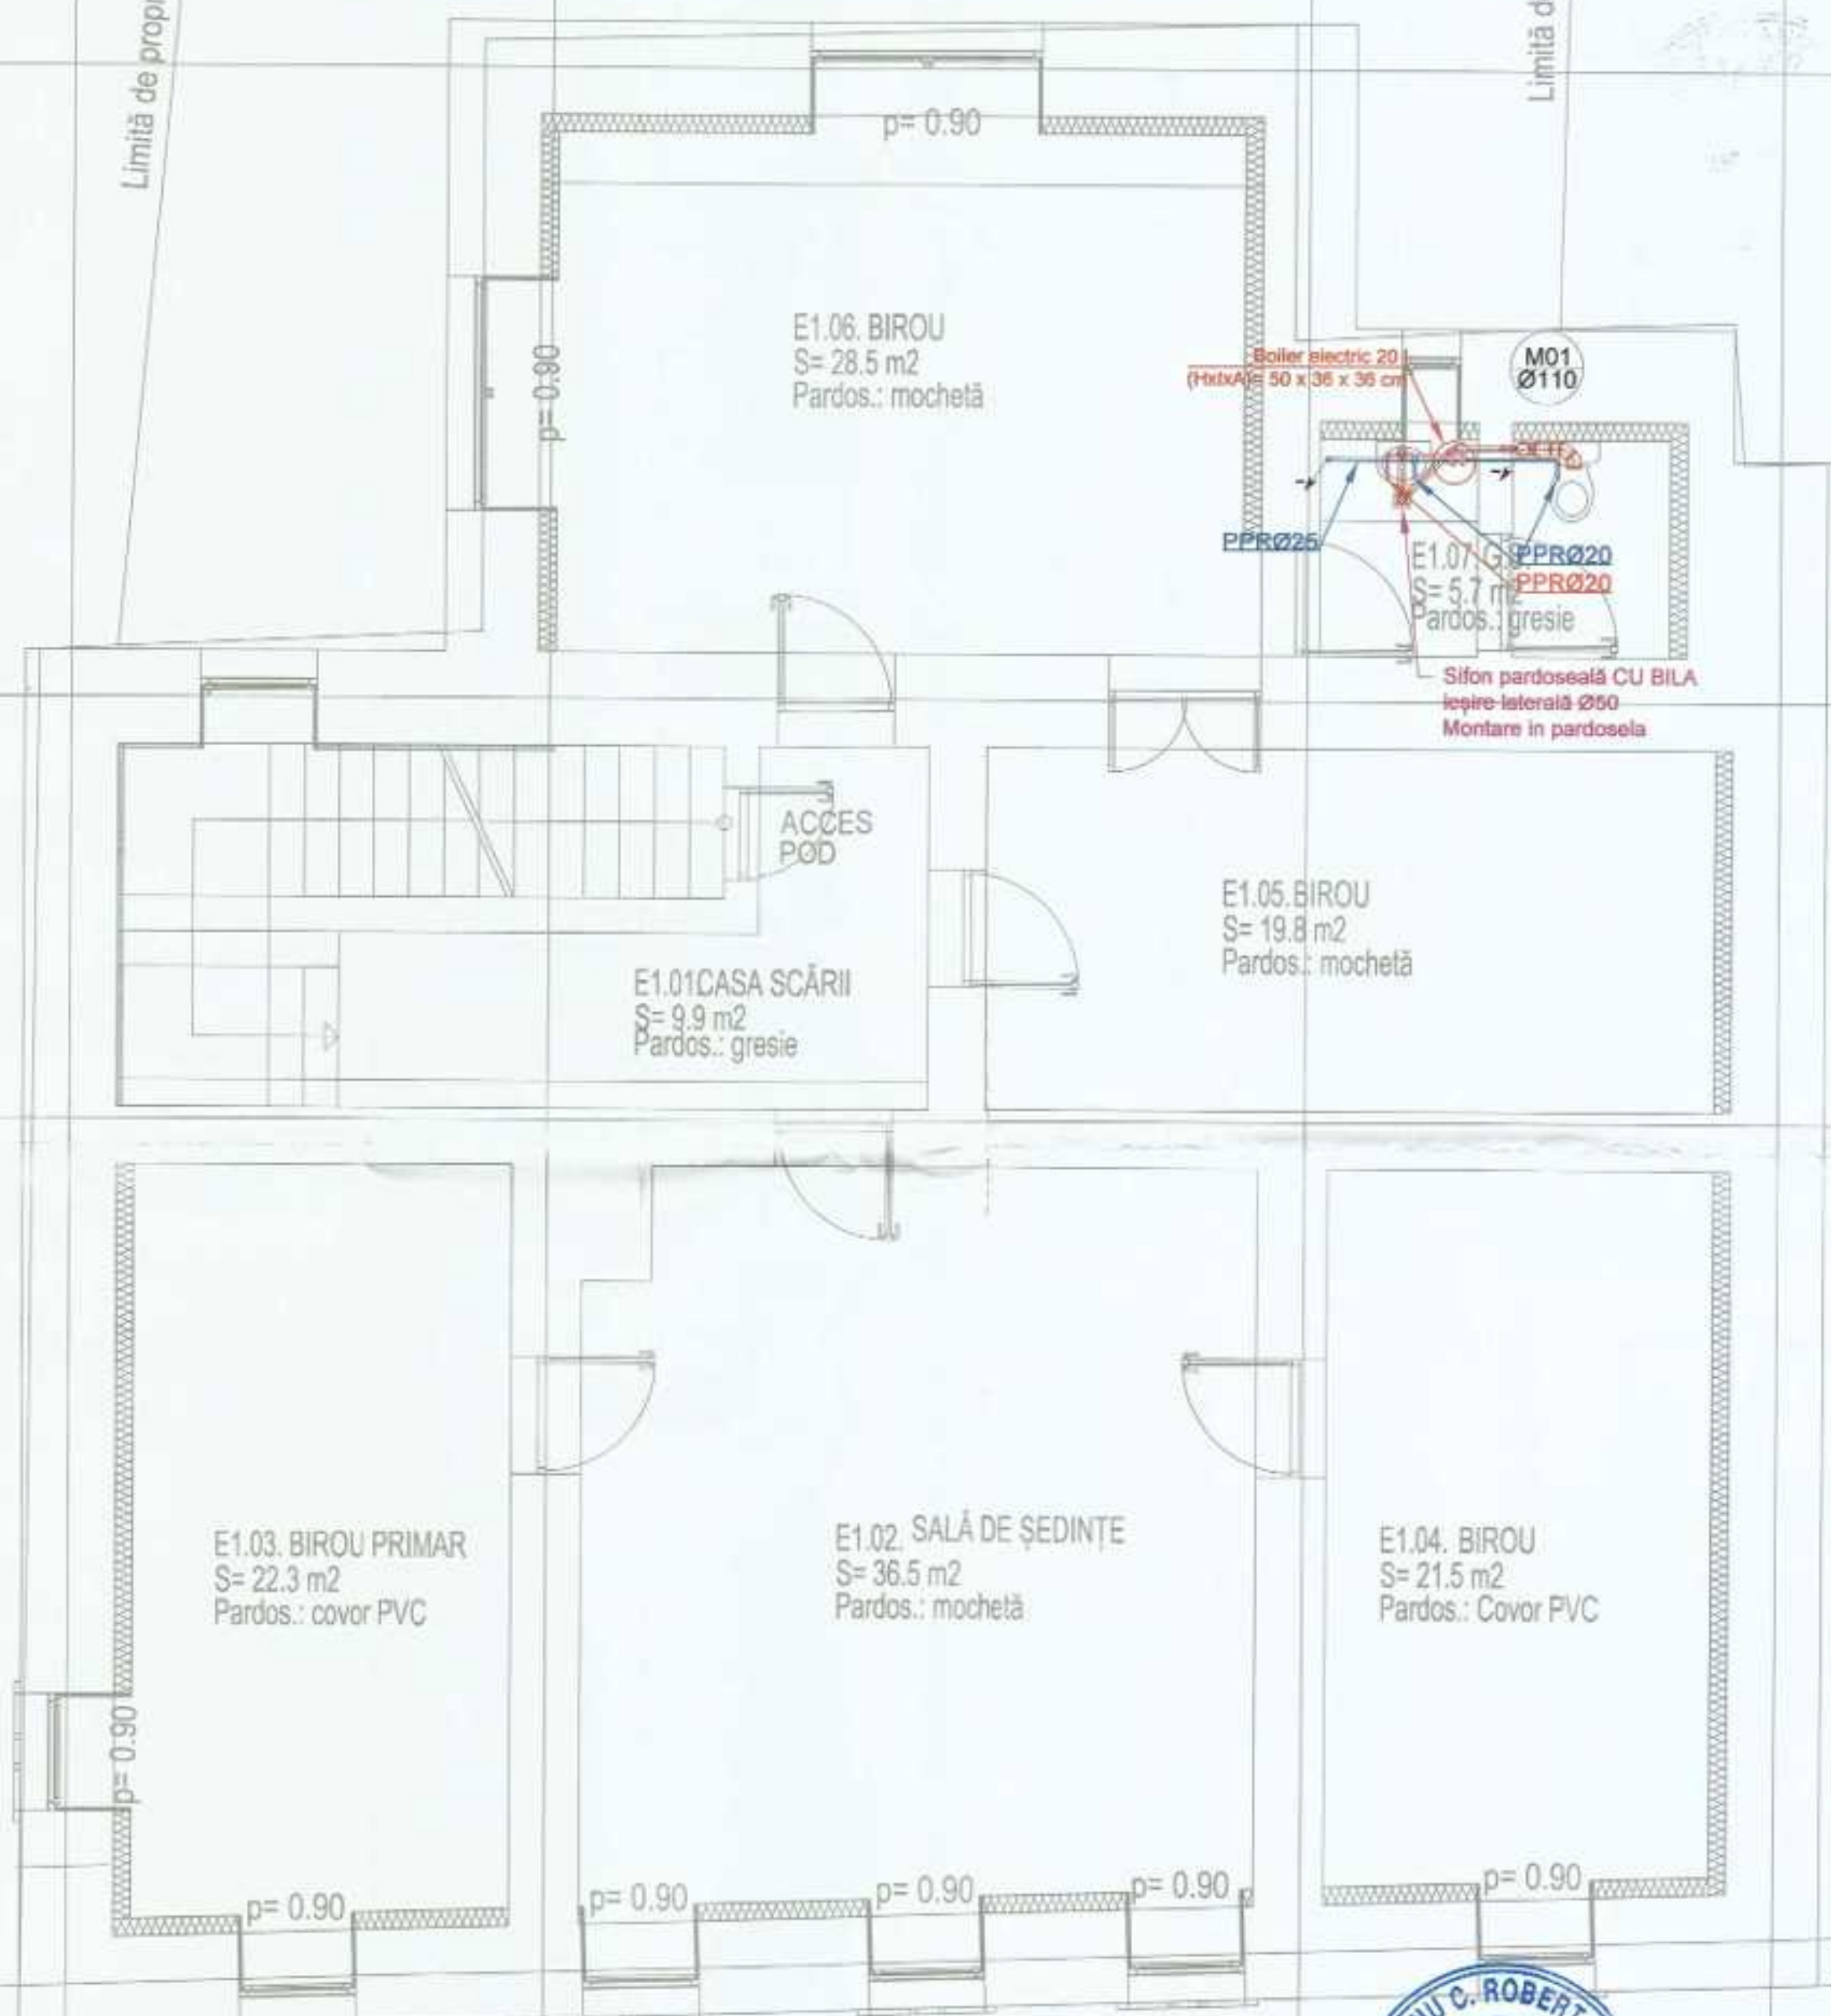 Limită de propr
Limită d
p= 0.90
E1.06. BIROU
S= 28.5 m2
Pardos.: mochetă
p= 0.90
Boiler electric 20
50 x 36 x 36 cm
M01
Ø110
PPRØ25
E1.07. G.S.
S= 5.7 m2
Pardos.: gresie
PPRØ20
PPRØ20
Sifon pardoseală CU BILA
ieșire laterală Ø50
Montare in pardosela
ACCES
POD
E1.05.BIROU
S= 19.8 m2
Pardos.: mochetă
E1.01CASA SCĂRII
S= 9.9 m2
Pardos.: gresie
E1.03. BIROU PRIMAR
S= 22.3 m2
Pardos.: covor PVC
E1.02. SALĂ DE ȘEDINȚE
S= 36.5 m2
Pardos.: mochetă
E1.04. BIROU
S= 21.5 m2
Pardos.: Covor PVC
p= 0.90
p= 0.90
p= 0.90
p= 0.90
p= 0.90
p= 0.90
C. ROBERT